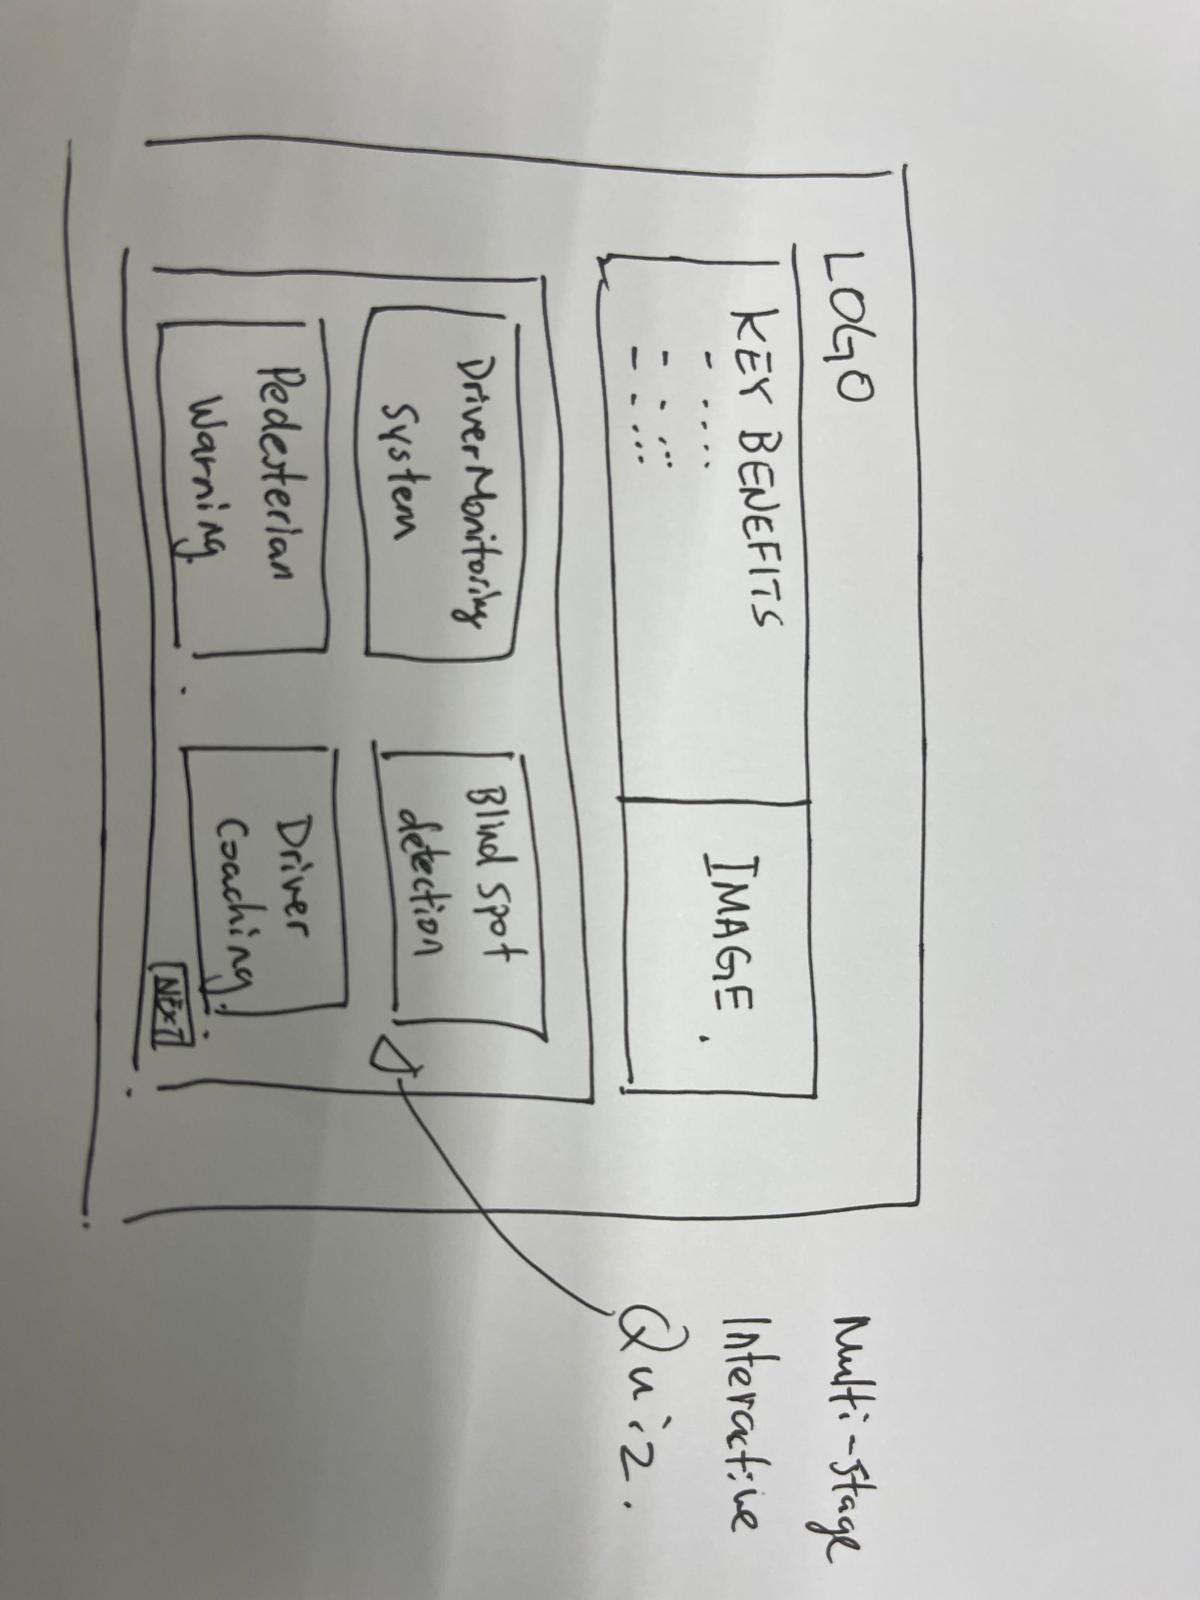 LOGO
KEY BENEFITS
IMAGE.
Driver Monitoring
System
Blind Spot
detection
Pedesterian
Warning
Driver
Coaching.
NEXT
Multi-Stage
Interactive
Quiz.